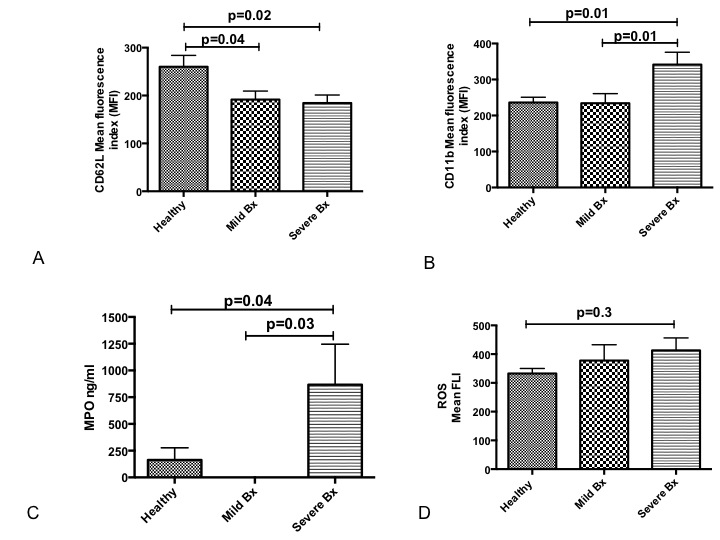 p=0.02
p=0.04
CD62L Mean fluorescence
index (MFI)
300
200
100
0
Healthy
Mild Bx
Severe Bx
A
p=0.01
p=0.01
CD11b Mean fluorescence
index (MFI)
400
300
200
100
0
Healthy
Mild Bx
Severe Bx
B
p=0.04
p=0.03
MPO ng/ml
1500
1250
1000
750
500
250
0
Healthy
Mild Bx
Severe Bx
C
p=0.3
ROS
Mean FLI
500
400
300
200
100
0
Healthy
Mild Bx
Severe Bx
D